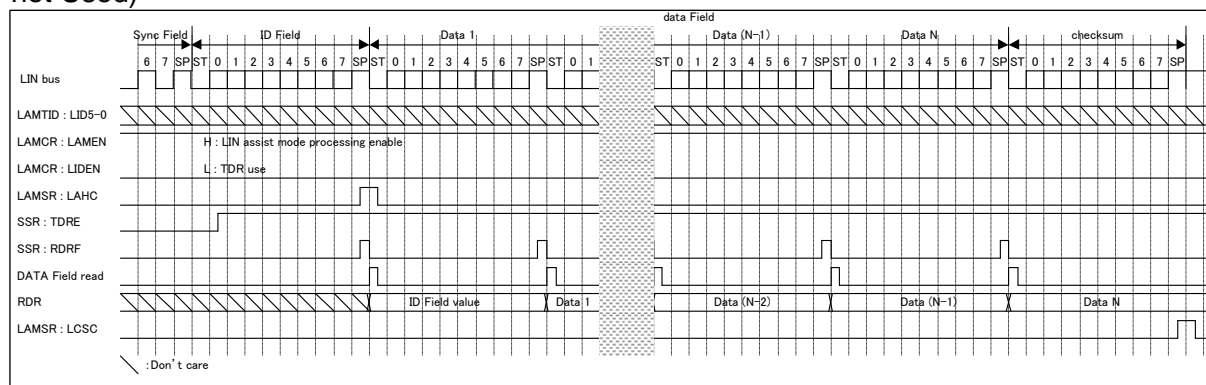 not Used)
data Field
Sync Field ID Field Data 1 Data (N-1) Data N checksum
6 7 SP ST 0 1 2 3 4 5 6 7 SP ST 0 1 2 3 4 5 6 7 SP ST 0 1 ST 0 1 2 3 4 5 6 7 SP ST 0 1 2 3 4 5 6 7 SP ST 0 1 2 3 4 5 6 7 SP
LIN bus
LAMTID : LID5-0
LAMCR : LAMEN H : LIN assist mode processing enable
LAMCR : LIDEN L : TDR use
LAMSR : LAHC
SSR : TDRE
SSR : RDRF
DATA Field read
RDR ID Field value Data 1 Data (N-2) Data (N-1) Data N
LAMSR : LCSC
:Don't care